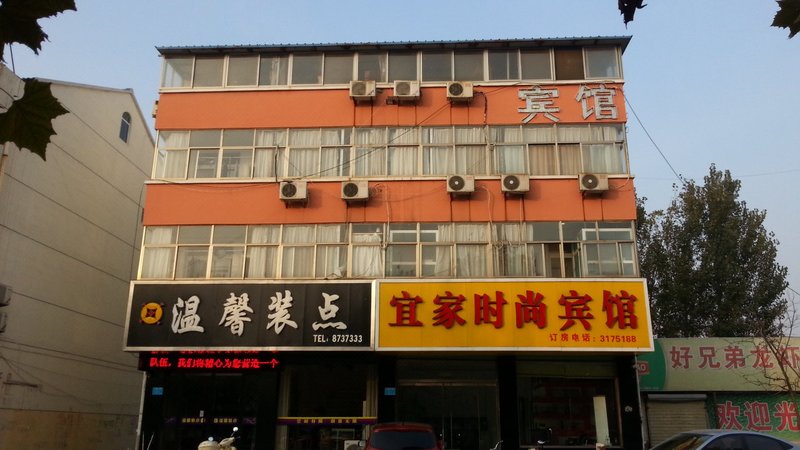 宾馆
温馨装点
TEL: 8737333
宜家时尚宾馆
订房电话: 3175188
队伍,我们将精心为您营造一个
好兄弟龙虾
欢迎光